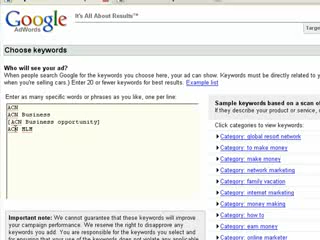 Google
AdWords
It's All About Results™
Targe
Choose keywords
Who will see your ad?
When people search Google for the keywords you choose here, your ad can show. Keywords must be directly related to y
when you're selling cars.) Enter 20 or fewer keywords for best results. Example list
Enter as many specific words or phrases as you like, one per line:
ACN
ACN Business
[ACN Business opportunity]
ACN MLM
Sample keywords based on a scan o
If they describe your product or service,
Click categories to view keywords:
Category: global resort network
Category: to make money
Category: make money
Category: network marketing
Category: family vacation
Category: internet marketing
Category: money making
Category: how to
Category: earn money
Category: online marketer
Important note: We cannot guarantee that these keywords will improve
your campaign performance. We reserve the right to disapprove any
keywords you add. You are responsible for the keywords you select and
for ensuring that your use of the keywords does not violate any applicable